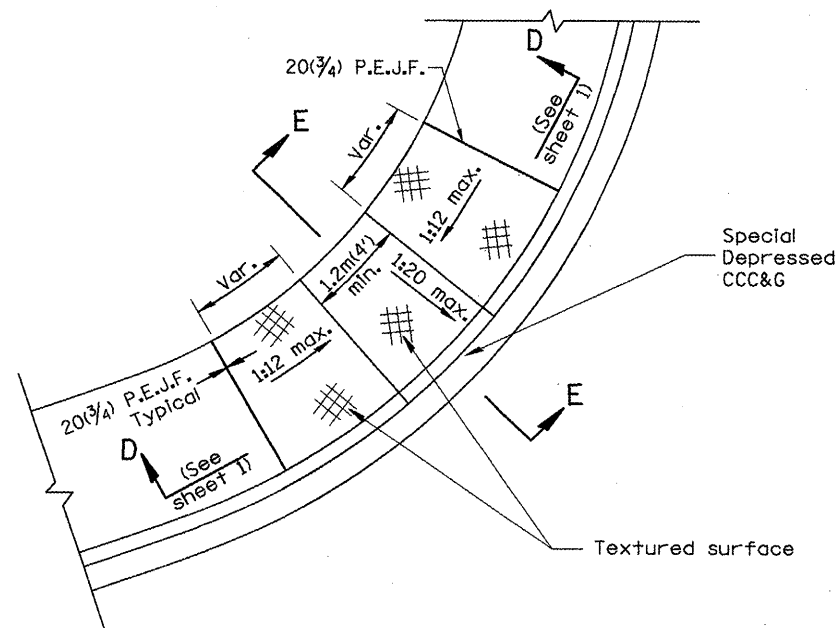 D
20(3/4) P.E.J.F.
(See
sheet 1)
E
Var.
1:12 max.
Special
Depressed
CCC&G
Var.
1.2m(4')
min.
1:20 max.
1:12 max.
20(3/4) P.E.J.F.
Typical
E
D
(See
sheet 1)
Textured surface